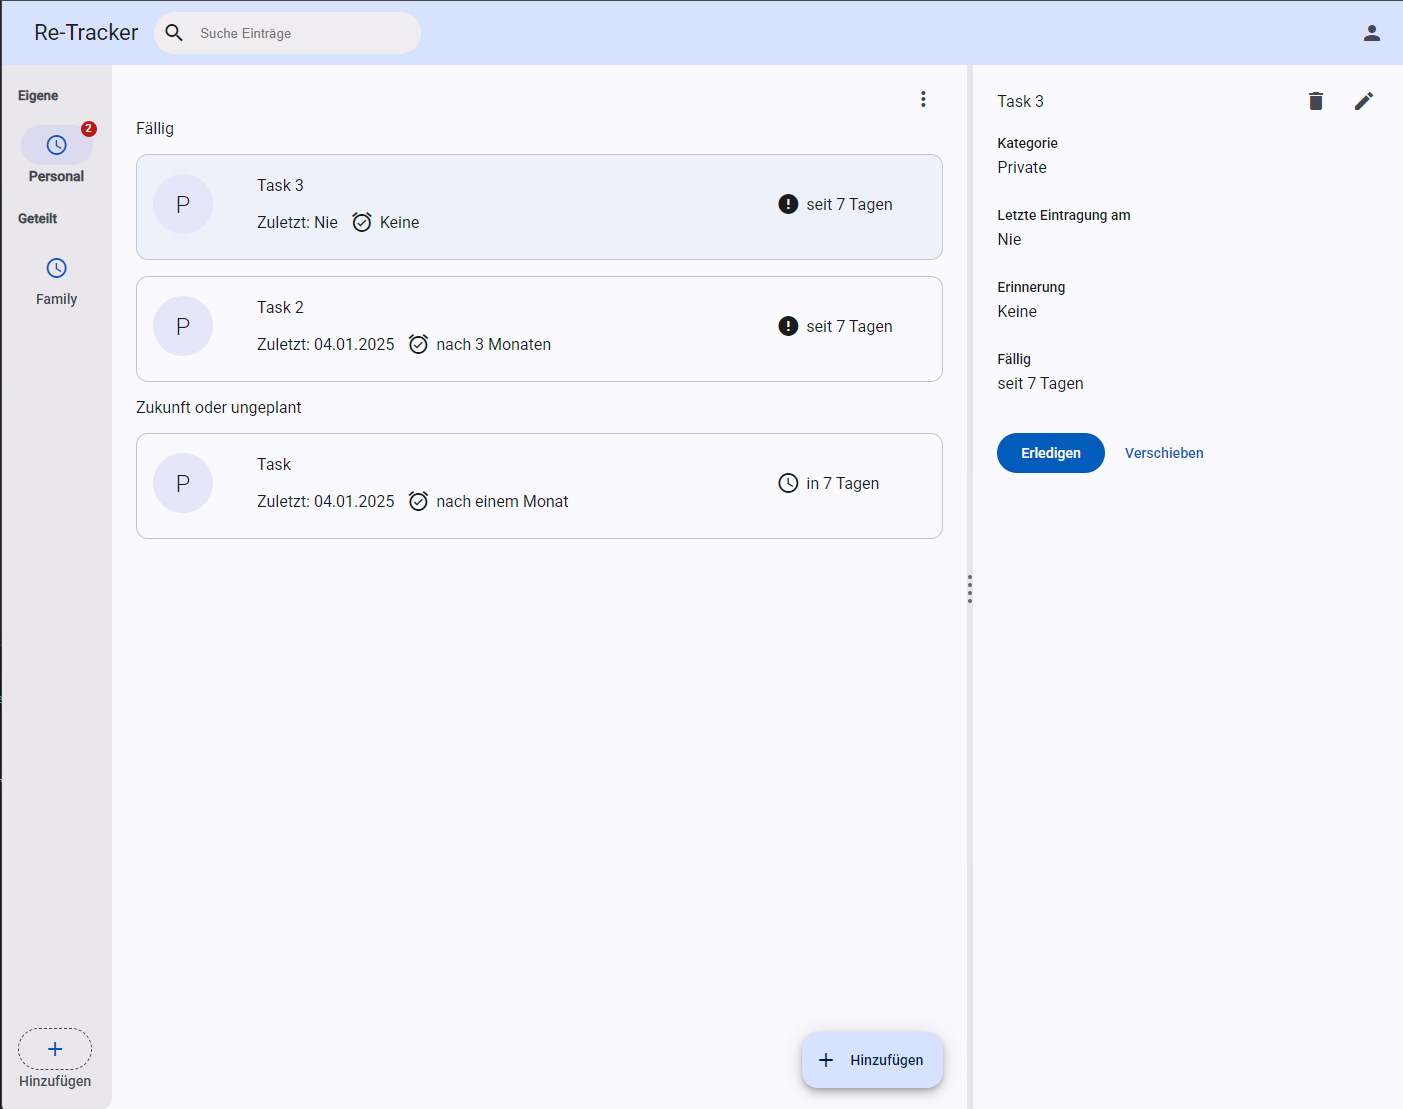 Re-Tracker
Suche Einträge
Eigene
2
Personal
Geteilt
Family
Hinzufügen
Fällig
P
Task 3
Zuletzt: Nie Keine
seit 7 Tagen
P
Task 2
Zuletzt: 04.01.2025 nach 3 Monaten
seit 7 Tagen
Zukunft oder ungeplant
P
Task
Zuletzt: 04.01.2025 nach einem Monat
in 7 Tagen
Hinzufügen
Task 3
Kategorie
Private
Letzte Eintragung am
Nie
Erinnerung
Keine
Fällig
seit 7 Tagen
Erledigen Verschieben